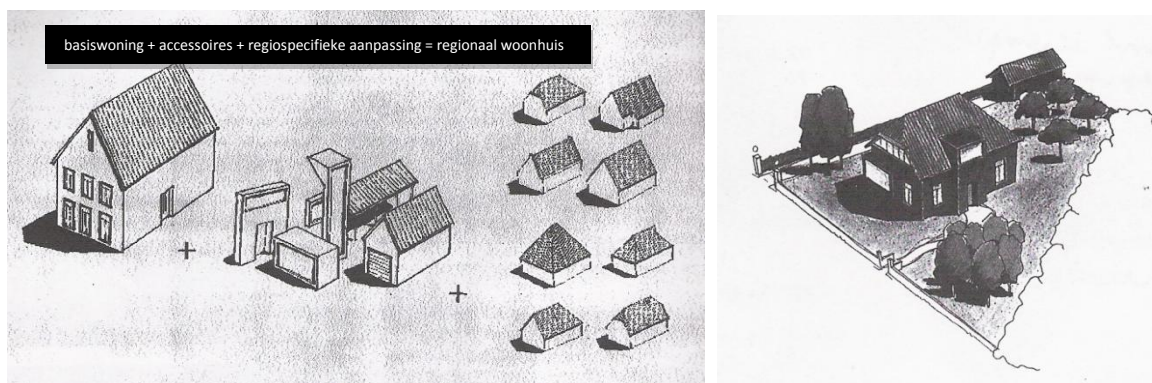 basiswoning + accessoires + regiospecifieke aanpassing = regionaal woonhuis
+
+